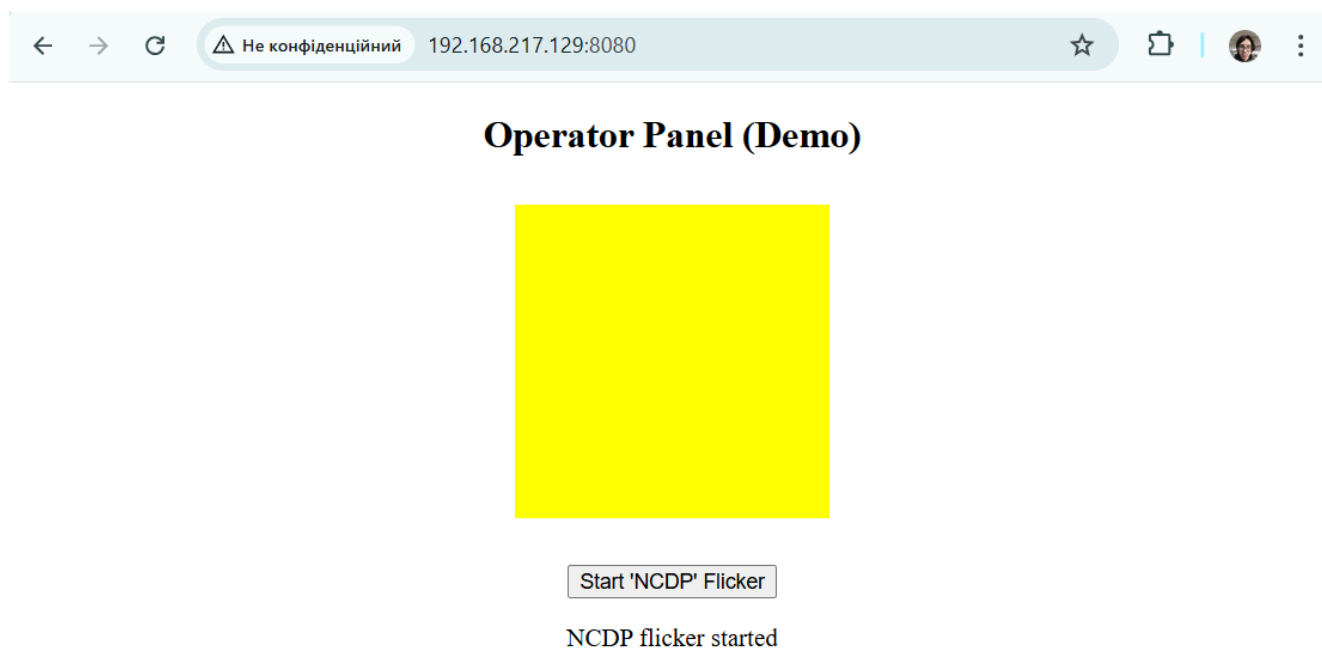 Не конфіденційний 192.168.217.129:8080
Operator Panel (Demo)
Start 'NCDP' Flicker
NCDP flicker started